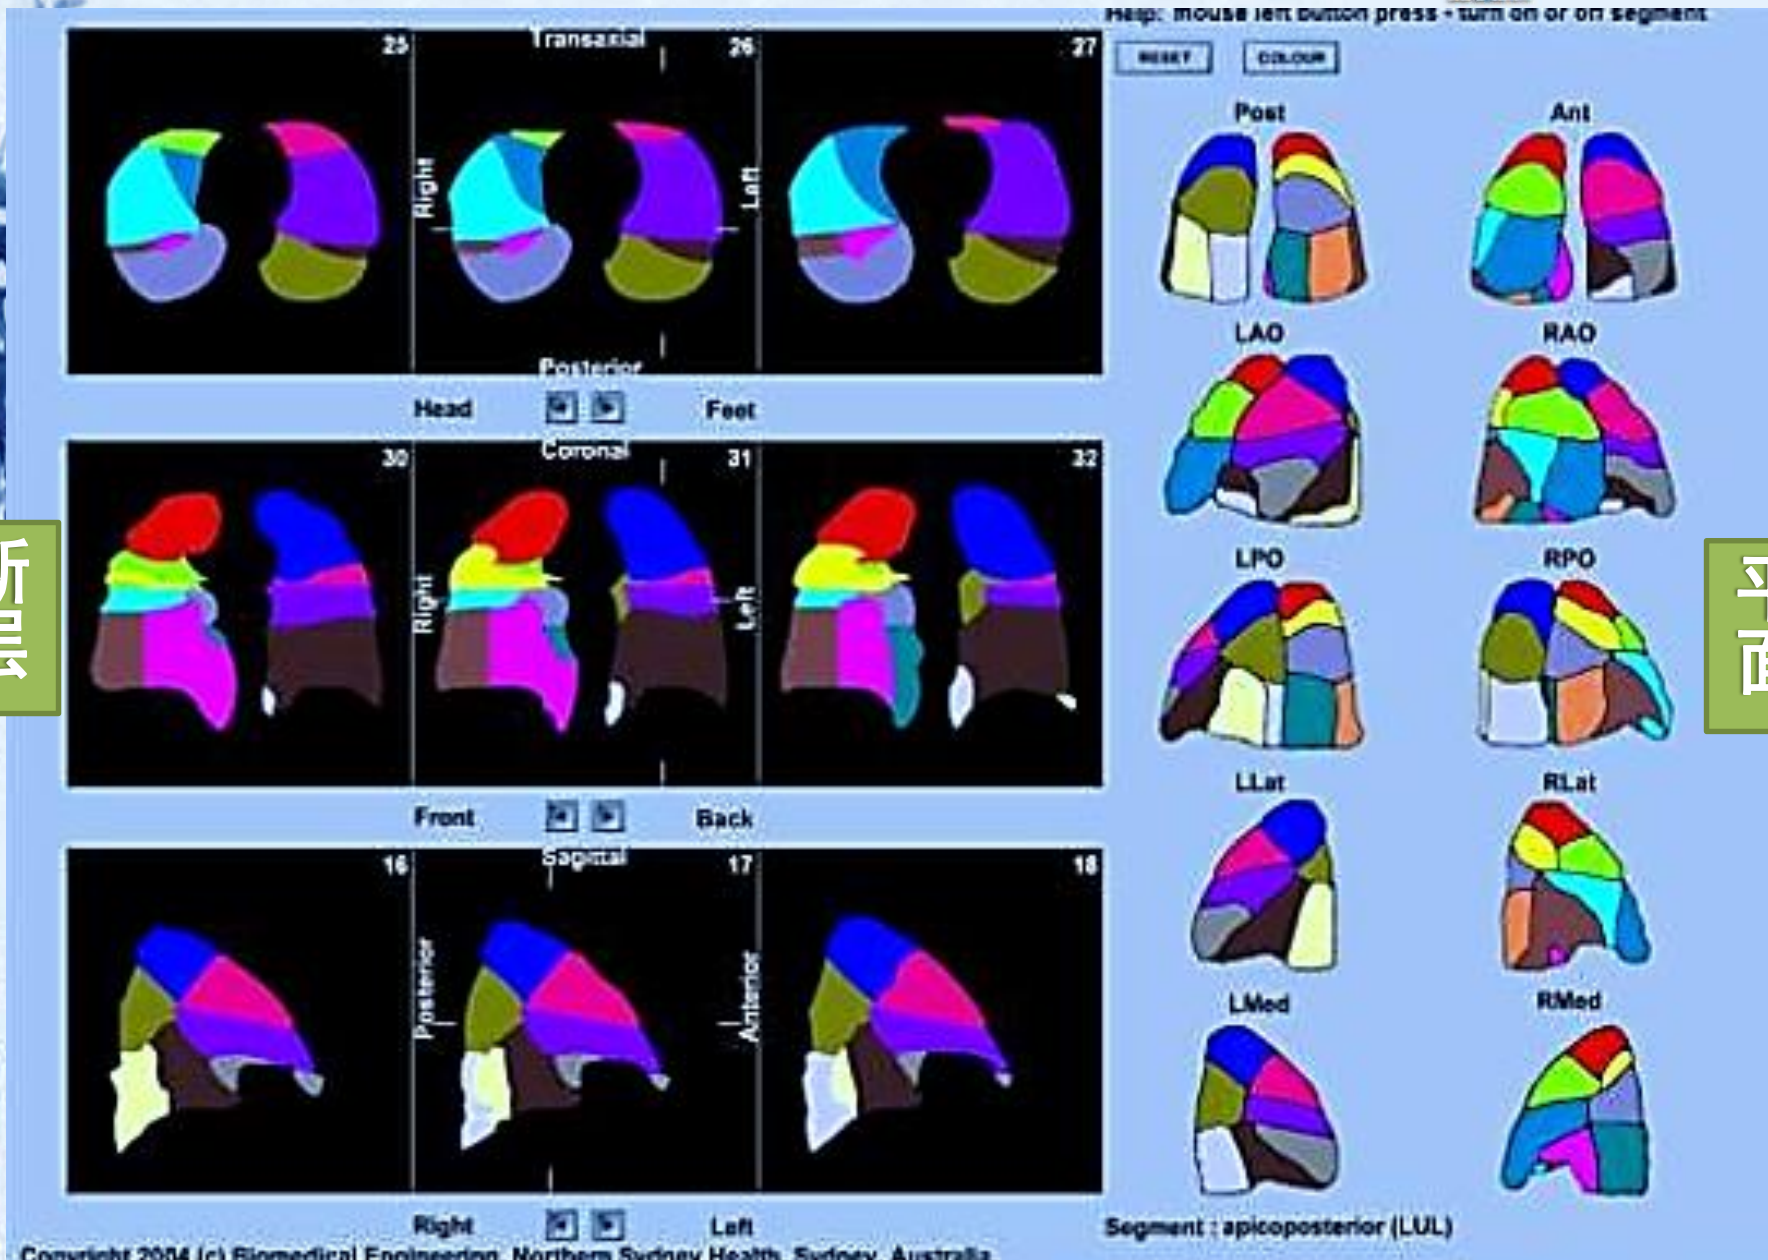 Help: mouse left button press - turn on or off segment
RESET COLOUR
25 Transaxial 26 27
Right Left
Posterior
Head Feet
Coronal
30 31 32
Right Left
Front Back
Sagittal
16 17 18
Posterior Anterior
Right Left
Post Ant
LAO RAO
LPO RPO
LLat RLat
LMed RMed
Segment : apicoposterior (LUL)
Copyright 2004 (c) Biomedical Engineering, Northern Sydney Health, Sydney, Australia
平
面